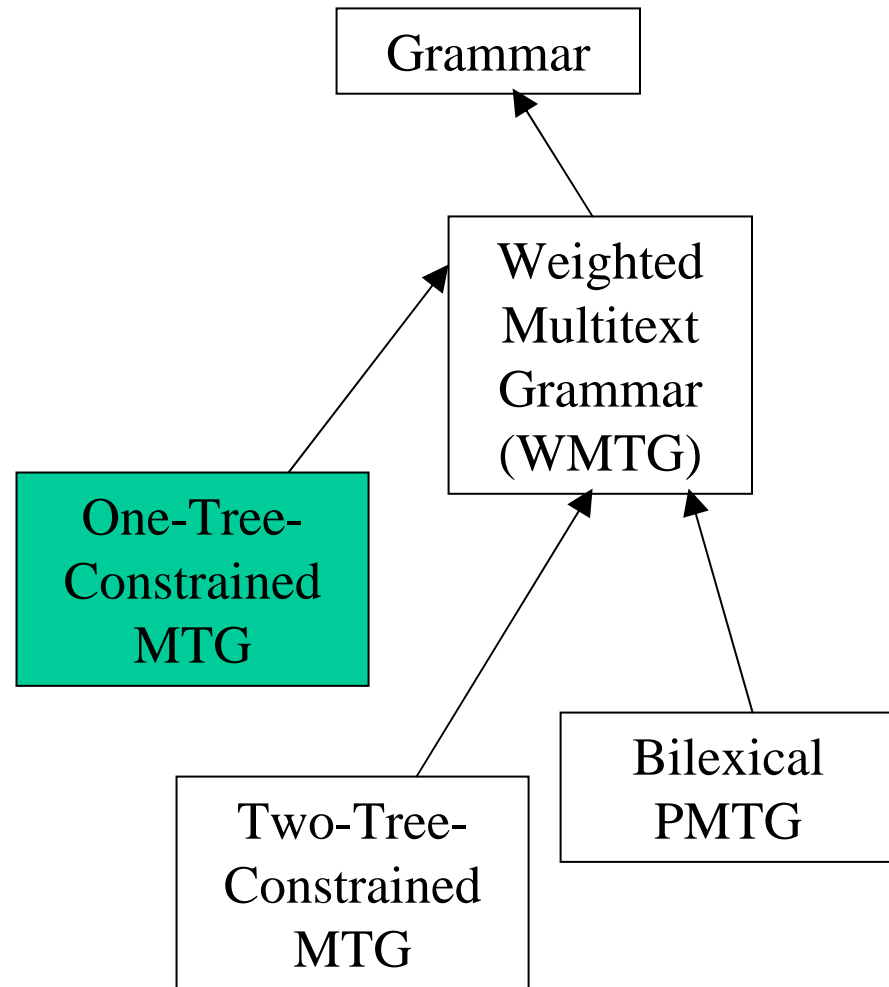 Grammar
Weighted
Multitext
Grammar
(WMTG)
One-Tree-
Constrained
MTG
Two-Tree-
Constrained
MTG
Bilexical
PMTG